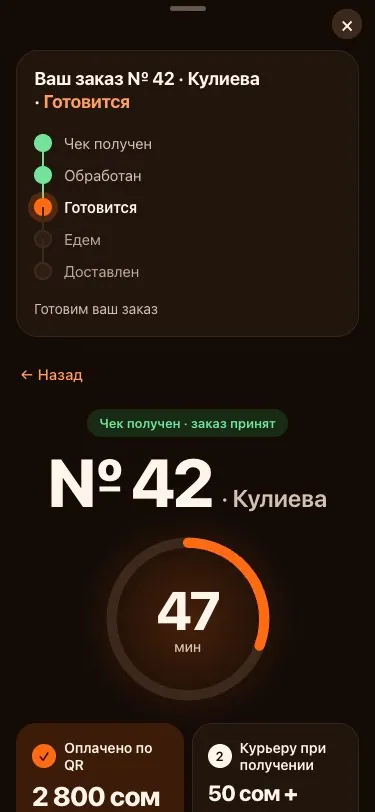 Ваш заказ № 42 · Кулиева
· Готовится
Чек получен
Обработан
Готовится
Едем
Доставлен
Готовим ваш заказ
← Назад
Чек получен · заказ принят
№ 42 · Кулиева
47
мин
Оплачено по
QR
2 800 сом
2
Курьеру при
получении
50 сом +